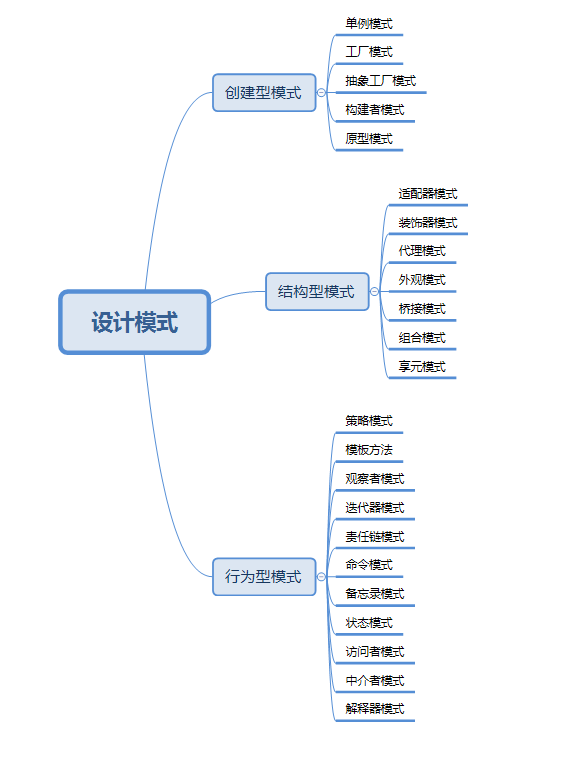 设计模式
创建型模式
单例模式
工厂模式
抽象工厂模式
构建者模式
原型模式
结构型模式
适配器模式
装饰器模式
代理模式
外观模式
桥接模式
组合模式
享元模式
行为型模式
策略模式
模板方法
观察者模式
迭代器模式
责任链模式
命令模式
备忘录模式
状态模式
访问者模式
中介者模式
解释器模式